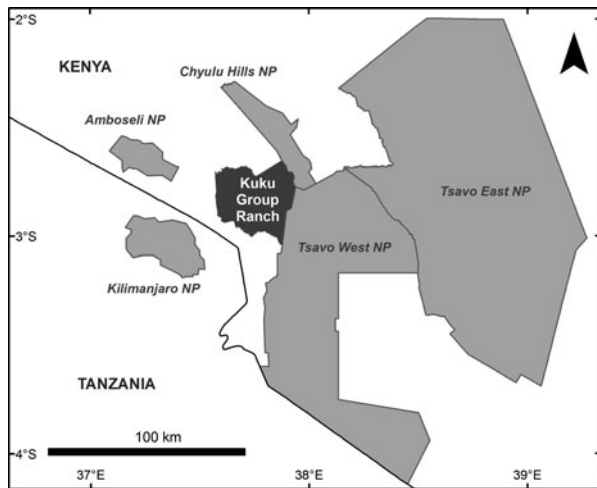 2°S
KENYA
Chyulu Hills NP
Amboseli NP
Kuku
Group
Ranch
Tsavo East NP
3°S
Tsavo West NP
Kilimanjaro NP
TANZANIA
100 km
4°S
37°E
38°E
39°E